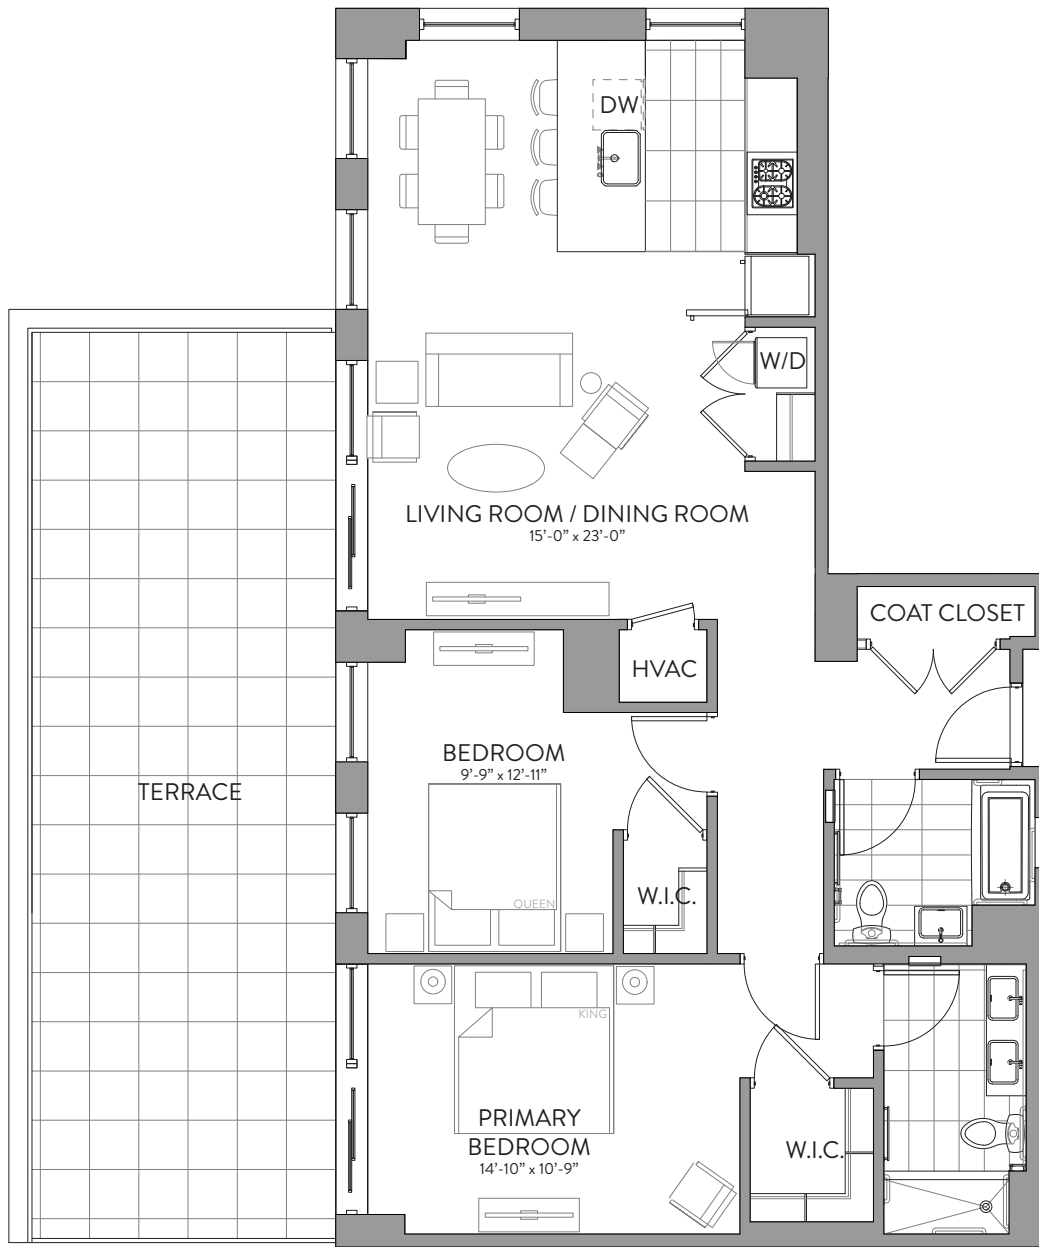 DW
W/D
LIVING ROOM / DINING ROOM
15’-0” x 23’-0”
COAT CLOSET
HVAC
BEDROOM
9’-9” x 12’-11”
TERRACE
W.I.C.
QUEEN
KING
PRIMARY
BEDROOM
14’-10” x 10’-9”
W.I.C.